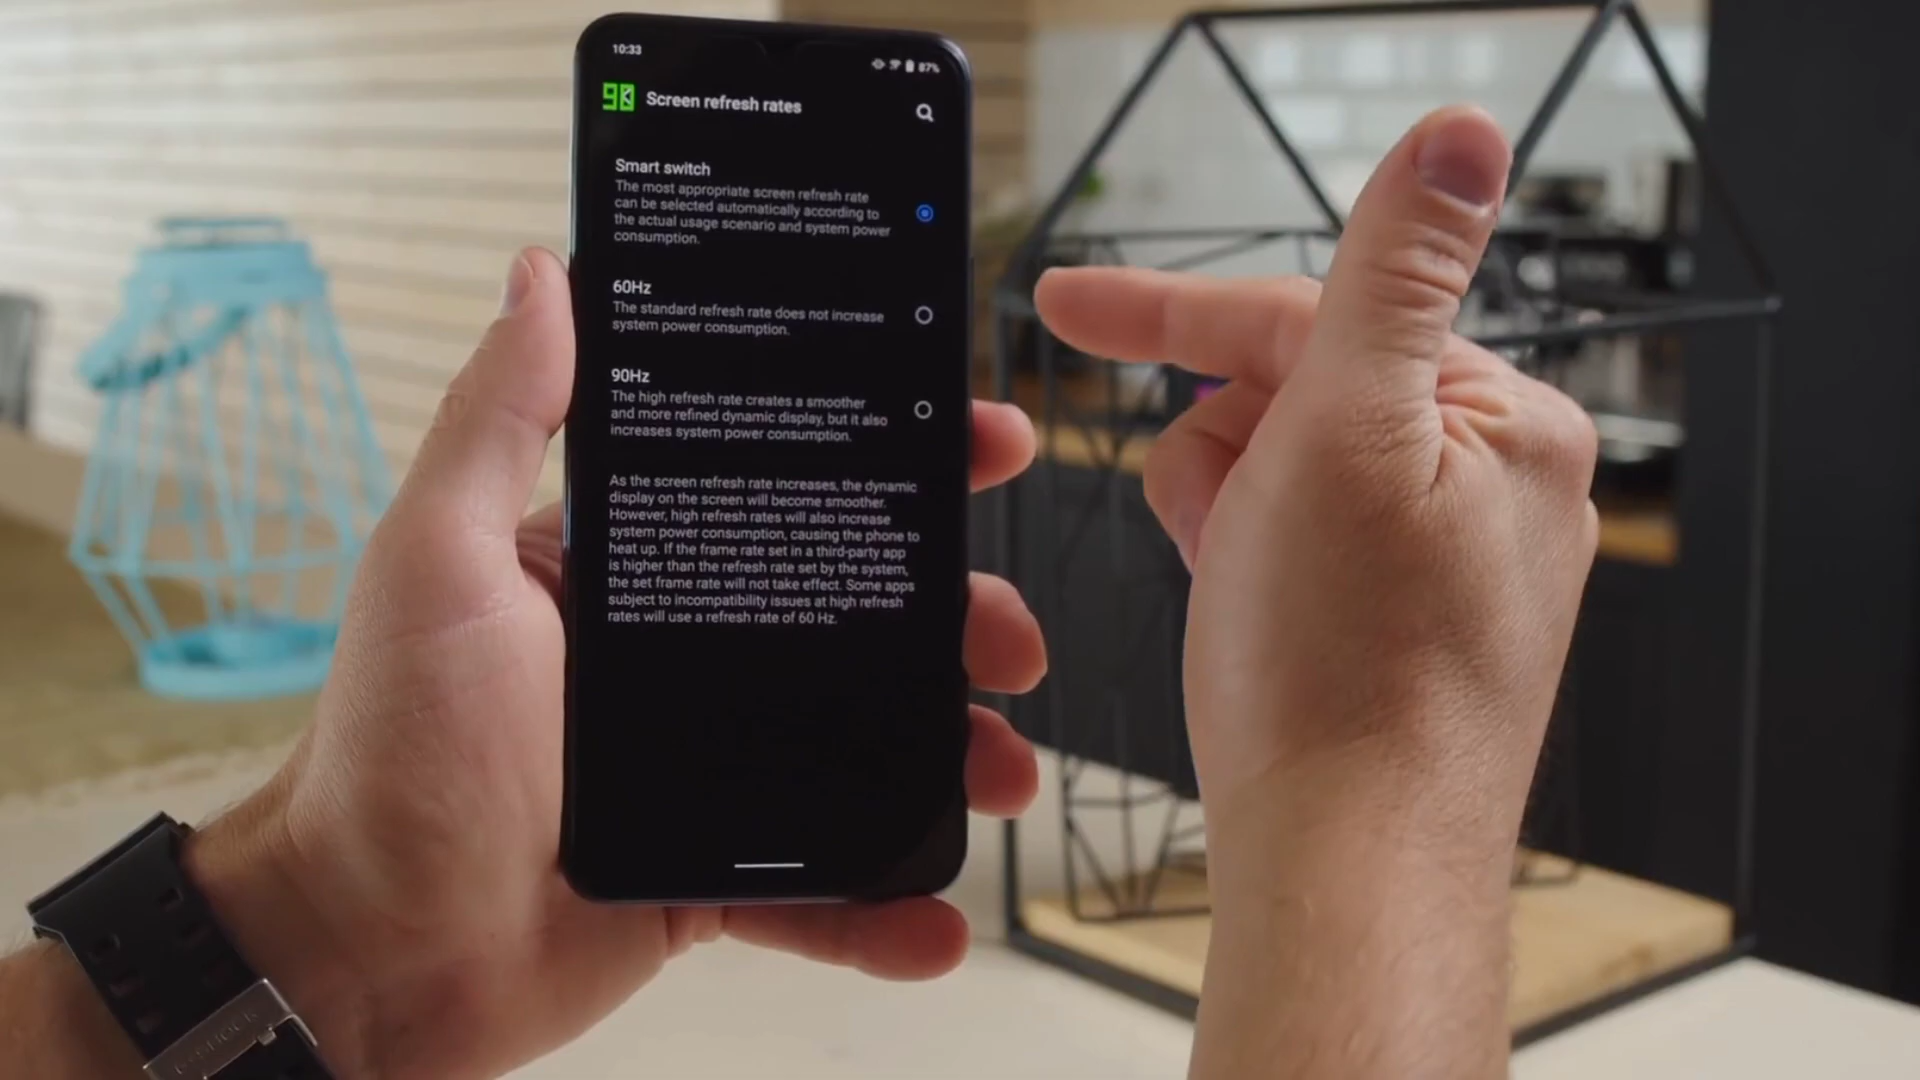 10:33
87%
90
Screen refresh rates
Smart switch
The most appropriate screen refresh rate
can be selected automatically according to
the actual usage scenario and system power
consumption.
60Hz
The standard refresh rate does not increase
system power consumption.
90Hz
The high refresh rate creates a smoother
and more refined dynamic display, but it also
increases system power consumption.
As the screen refresh rate increases, the dynamic
display on the screen will become smoother.
However, high refresh rates will also increase
system power consumption, causing the phone to
heat up. If the frame rate set in a third-party app
is higher than the refresh rate set by the system,
the set frame rate will not take effect. Some apps
subject to incompatibility issues at high refresh
rates will use a refresh rate of 60 Hz.